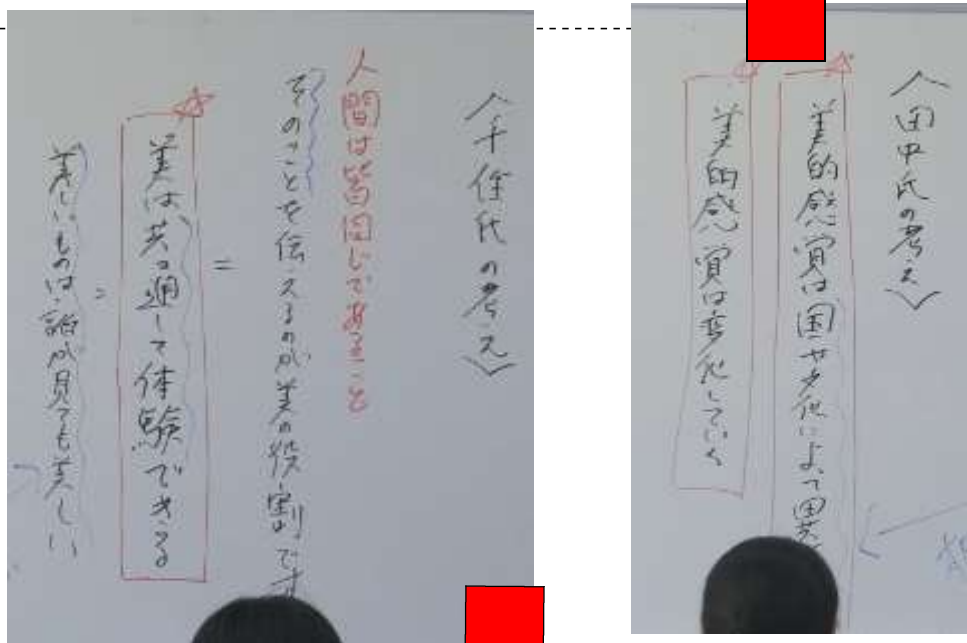 〈田中氏の考え〉
美的感覚は国や文化によって異
美的感覚は変化していく
〈千住氏の考え〉
人間は皆同じであること
そのことを伝えるのが美の役割です
=
美は、共通して体験できる
=
美しいものは、誰が見ても美しい